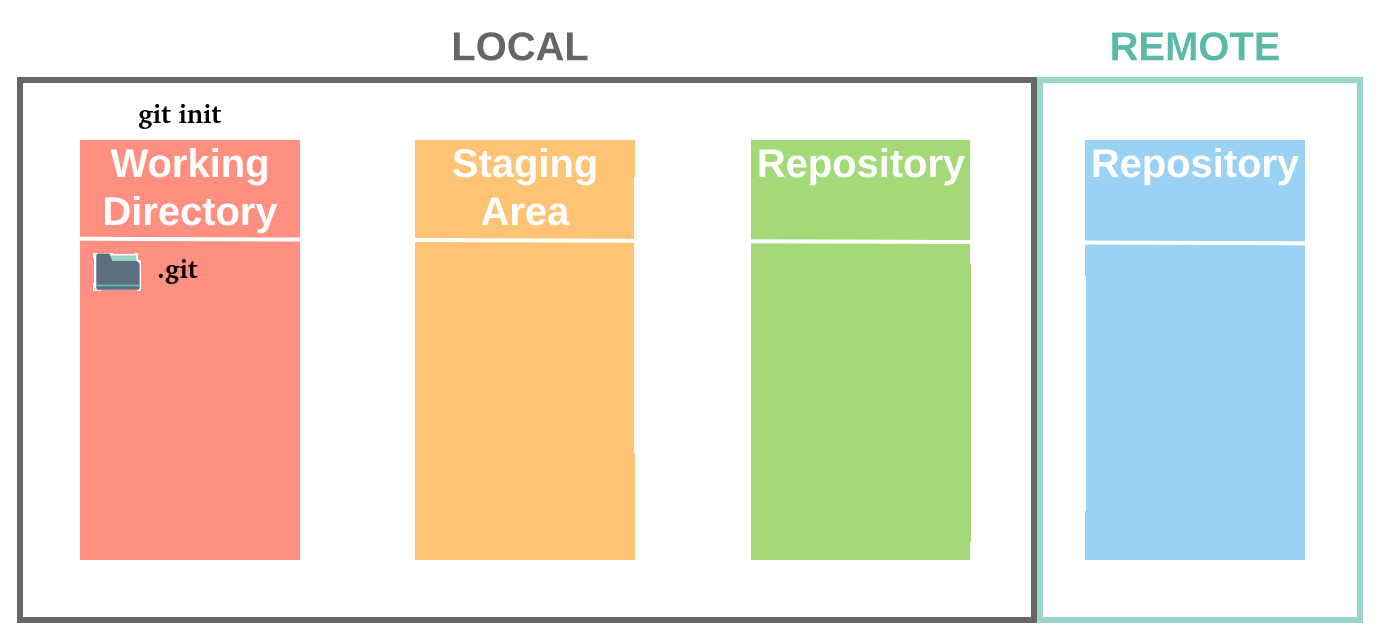 LOCAL
REMOTE
git init
Working
Directory
Staging
Area
Repository
Repository
.git